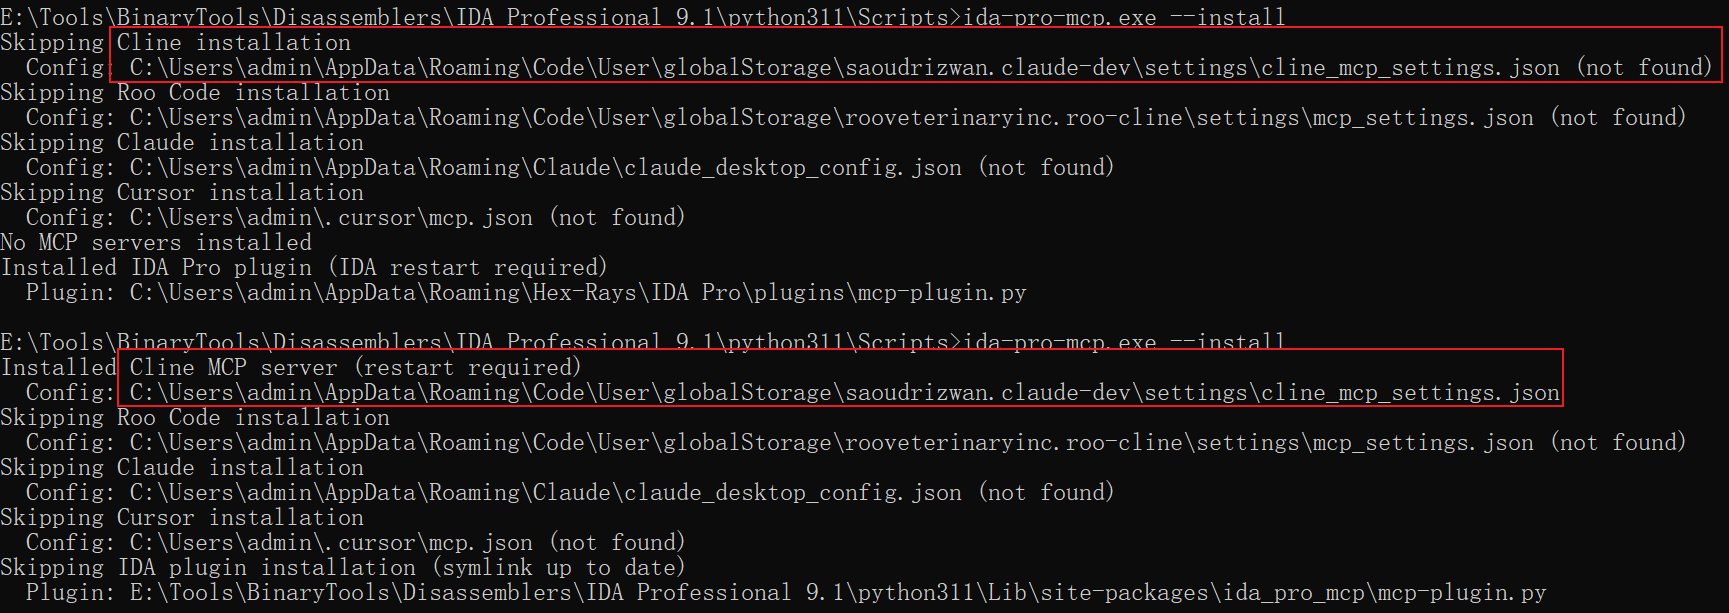 E:\Tools\BinaryTools\Disassemblers\IDA Professional 9.1\python311\Scripts>ida-pro-mcp.exe --install
Skipping Cline installation
  Config: C:\Users\admin\AppData\Roaming\Code\User\globalStorage\saoudrizwan.claude-dev\settings\cline_mcp_settings.json (not found)
Skipping Roo Code installation
  Config: C:\Users\admin\AppData\Roaming\Code\User\globalStorage\rooveterinaryinc.roo-cline\settings\mcp_settings.json (not found)
Skipping Claude installation
  Config: C:\Users\admin\AppData\Roaming\Claude\claude_desktop_config.json (not found)
Skipping Cursor installation
  Config: C:\Users\admin\.cursor\mcp.json (not found)
No MCP servers installed
Installed IDA Pro plugin (IDA restart required)
  Plugin: C:\Users\admin\AppData\Roaming\Hex-Rays\IDA Pro\plugins\mcp-plugin.py
E:\Tools\BinaryTools\Disassemblers\IDA Professional 9.1\python311\Scripts>ida-pro-mcp.exe --install
Installed Cline MCP server (restart required)
  Config: C:\Users\admin\AppData\Roaming\Code\User\globalStorage\saoudrizwan.claude-dev\settings\cline_mcp_settings.json
Skipping Roo Code installation
  Config: C:\Users\admin\AppData\Roaming\Code\User\globalStorage\rooveterinaryinc.roo-cline\settings\mcp_settings.json (not found)
Skipping Claude installation
  Config: C:\Users\admin\AppData\Roaming\Claude\claude_desktop_config.json (not found)
Skipping Cursor installation
  Config: C:\Users\admin\.cursor\mcp.json (not found)
Skipping IDA plugin installation (symlink up to date)
  Plugin: E:\Tools\BinaryTools\Disassemblers\IDA Professional 9.1\python311\Lib\site-packages\ida_pro_mcp\mcp-plugin.py